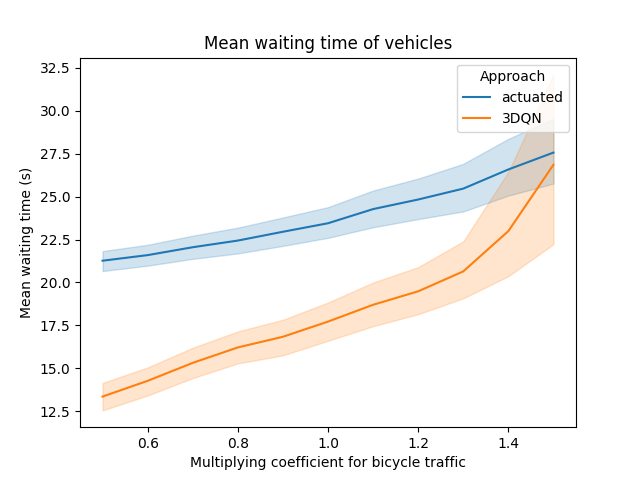 Mean waiting time of vehicles
Approach
actuated
3DQN
Mean waiting time (s)
32.5
30.0
27.5
25.0
22.5
20.0
17.5
15.0
12.5
0.6 0.8 1.0 1.2 1.4
Multiplying coefficient for bicycle traffic